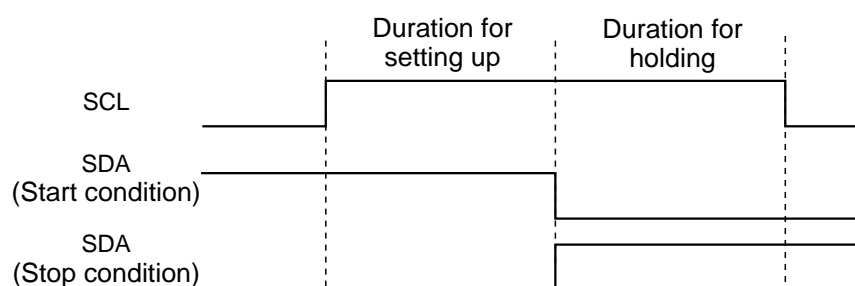 Duration for
setting up
Duration for
holding
SCL
SDA
(Start condition)
SDA
(Stop condition)